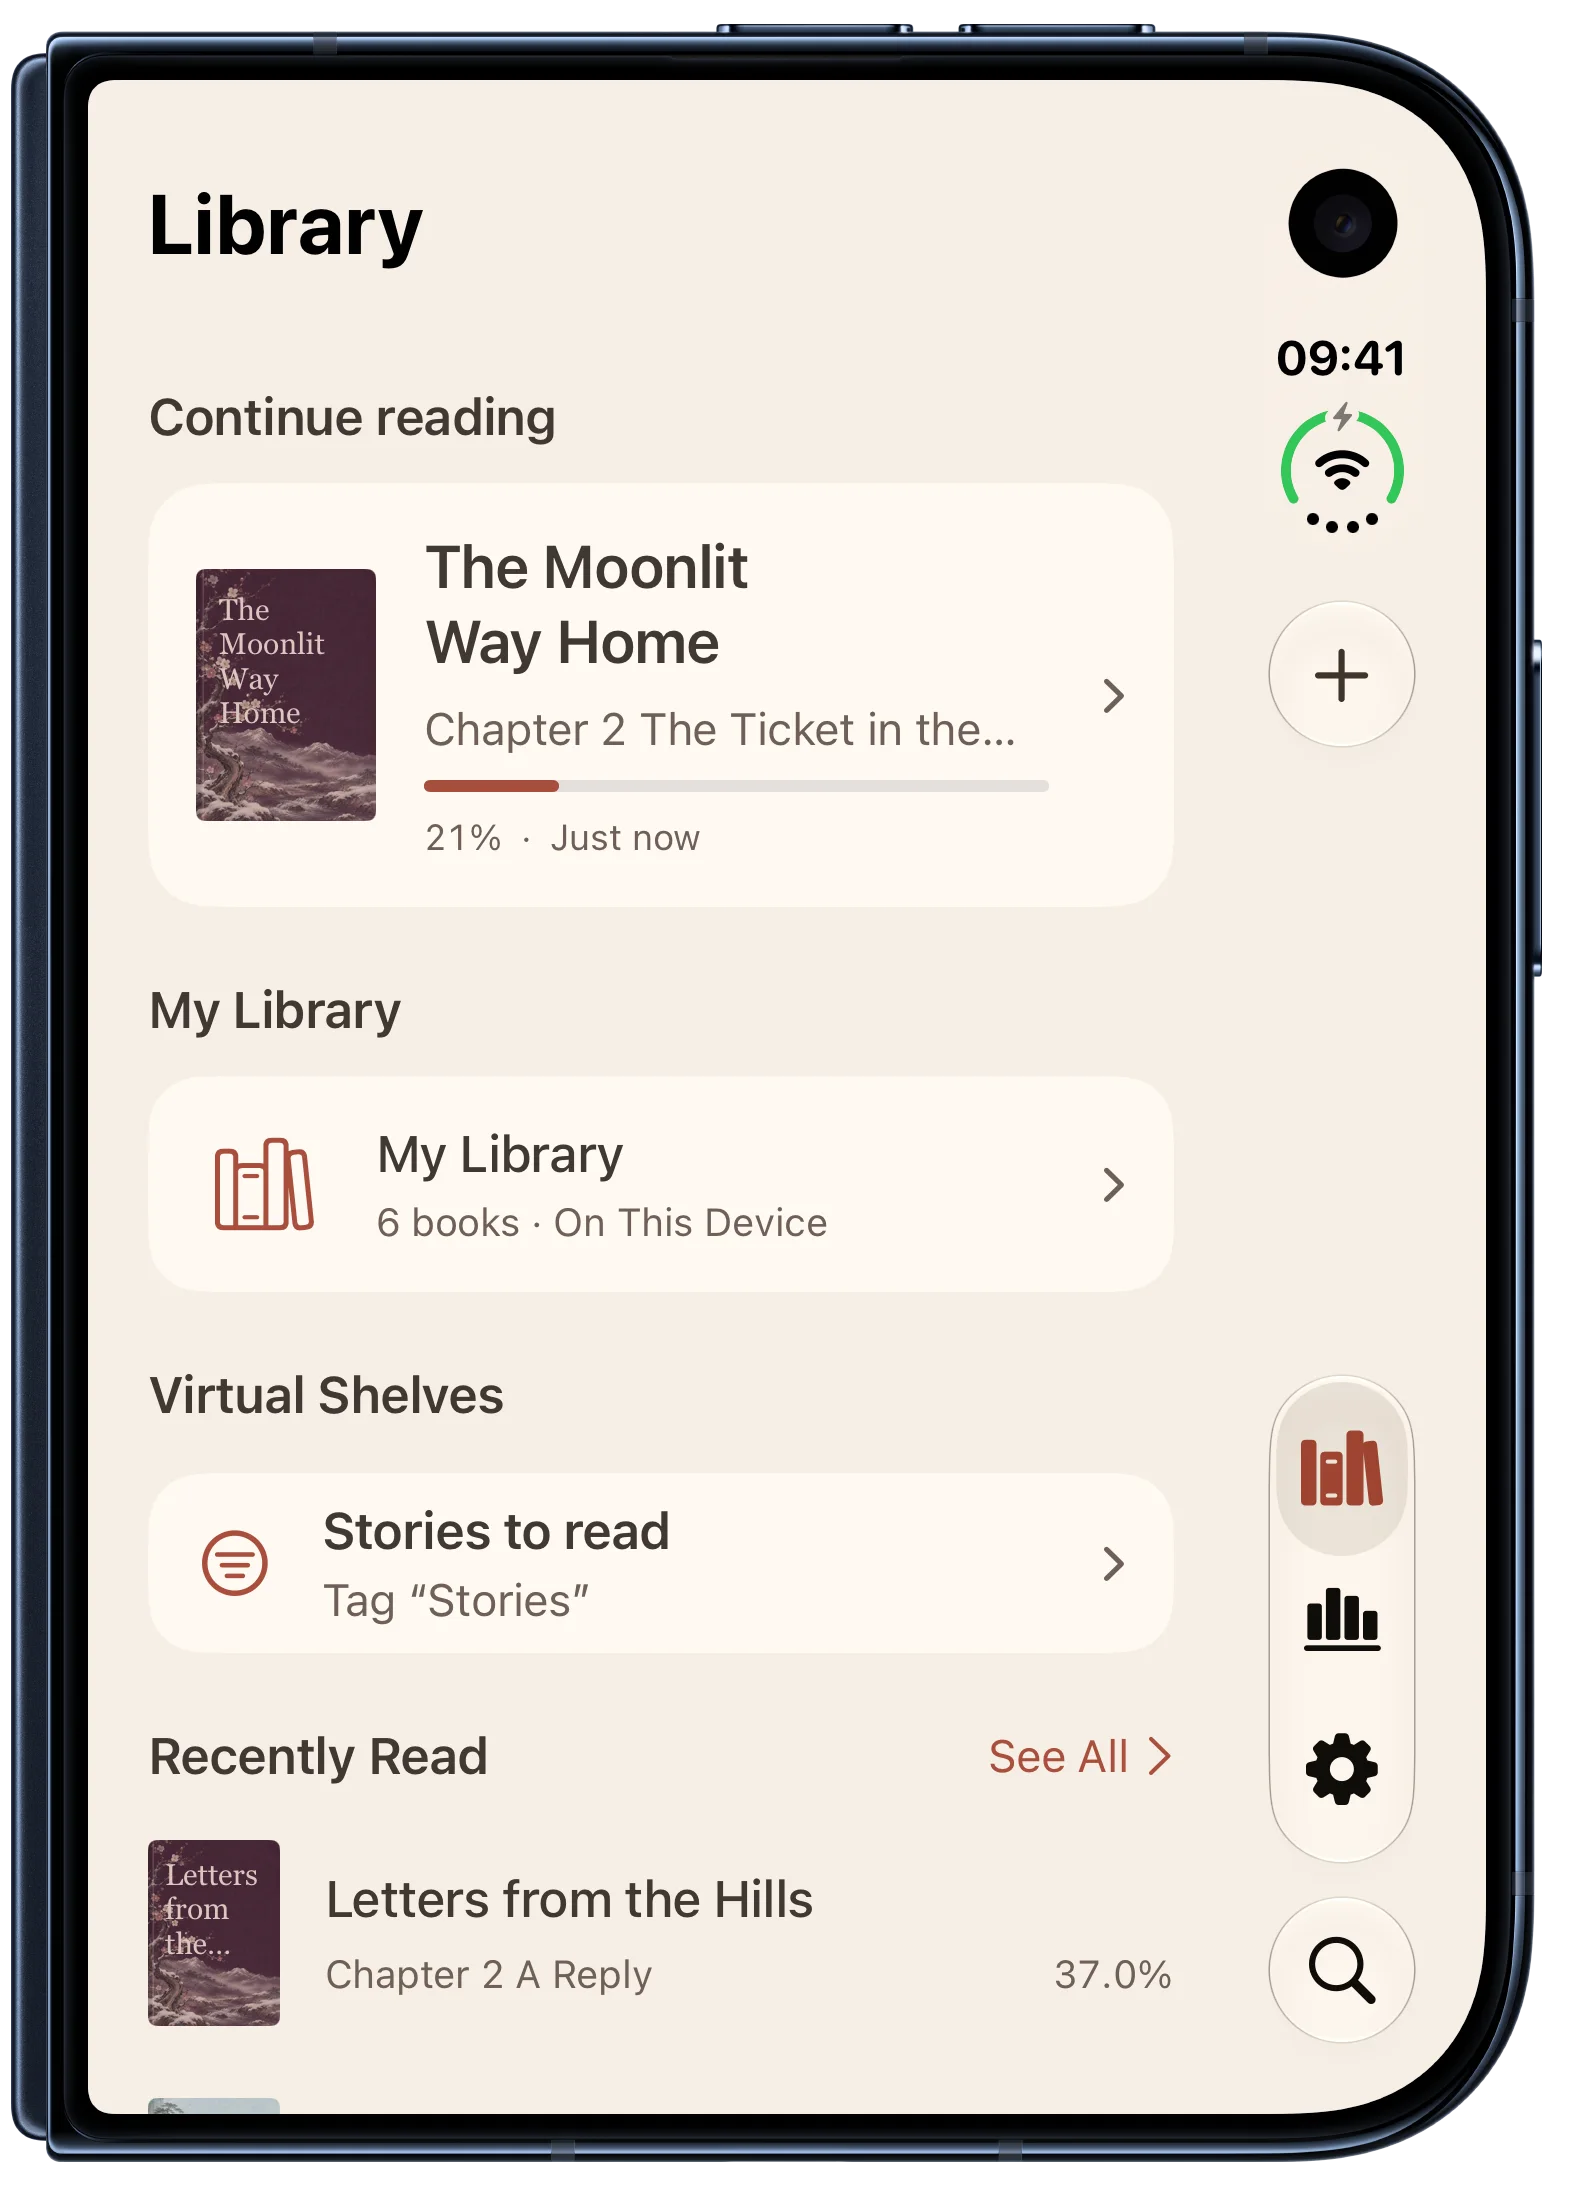 Library
09:41
Continue reading
The
Moonlit
Way
Home
The Moonlit
Way Home
Chapter 2 The Ticket in the...
21% · Just now
My Library
My Library
6 books · On This Device
Virtual Shelves
Stories to read
Tag “Stories”
Recently Read
See All
Letters
from
the...
Letters from the Hills
Chapter 2 A Reply
37.0%